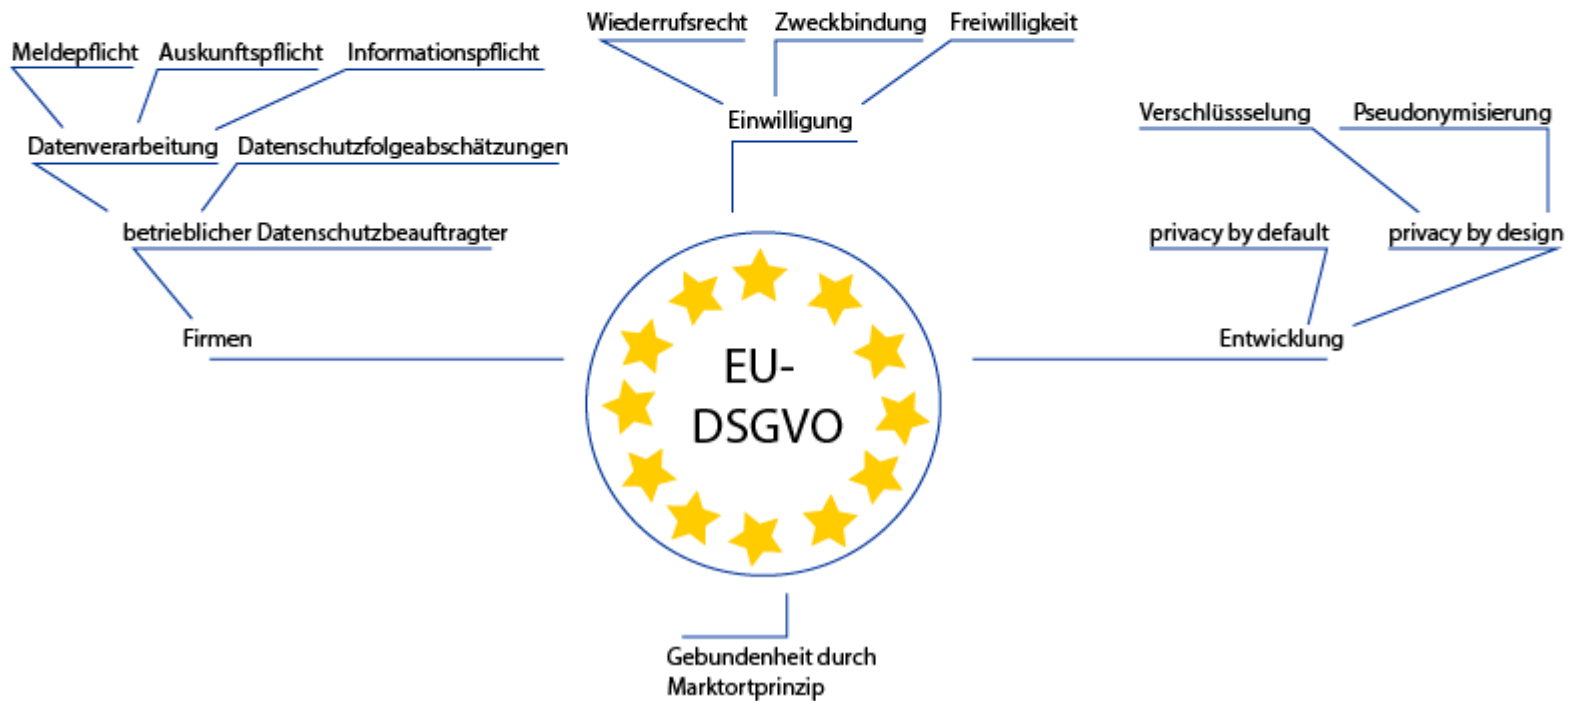 Wiederrufsrecht
Zweckbindung
Freiwilligkeit
Meldepflicht
Auskunftspflicht
Informationspflicht
Einwilligung
Verschlüssselung
Pseudonymisierung
Datenverarbeitung
Datenschutzfolgeabschätzungen
betrieblicher Datenschutzbeauftragter
privacy by default
privacy by design
Firmen
Entwicklung
EU-
DSGVO
Gebundenheit durch
Marktortprinzip